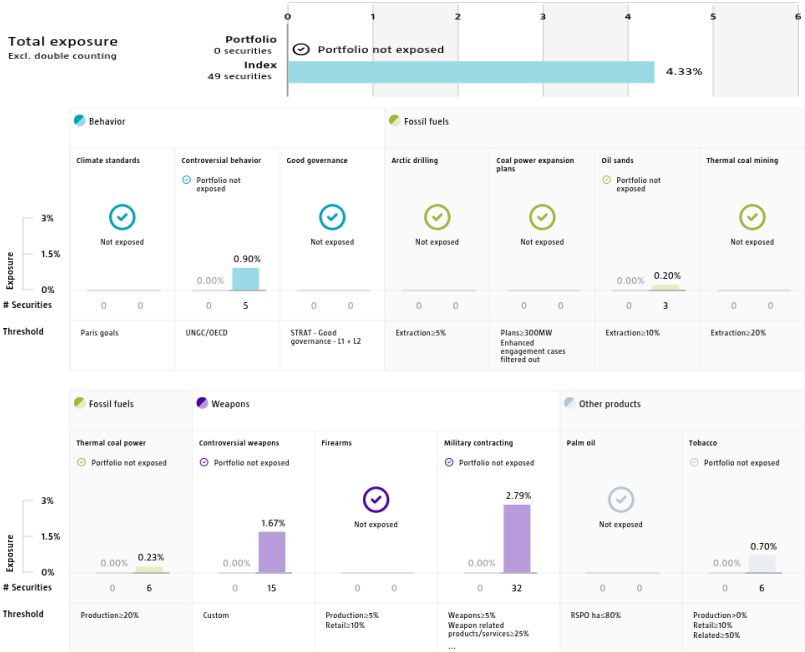 0 1 2 3 4 5 6
Total exposure
Excl. double counting
Portfolio
0 securities
Portfolio not exposed
Index
49 securities
4.33%
Behavior
Fossil fuels
Climate standards
Controversial behavior
Good governance
Arctic drilling
Coal power expansion
plans
Oil sands
Thermal coal mining
Portfolio not
exposed
Portfolio not
exposed
Exposure
3%
1.5%
0%
Not exposed
0.00% 0.90%
Not exposed
Not exposed
Not exposed
0.00% 0.20%
Not exposed
# Securities
0 0
0 5
0 0
0 0
0 0
0 3
0 0
Threshold
Paris goals
UNGC/OECD
STRAT - Good
governance - L1 + L2
Extraction≥5%
Plans≥300MW
Enhanced
engagement cases
filtered out
Extraction≥10%
Extraction≥20%
Fossil fuels
Weapons
Other products
Thermal coal power
Controversial weapons
Firearms
Military contracting
Palm oil
Tobacco
Portfolio not exposed
Portfolio not exposed
Portfolio not exposed
Portfolio not exposed
Exposure
3%
1.5%
0%
0.00% 0.23%
0.00% 1.67%
Not exposed
0.00% 2.79%
Not exposed
0.00% 0.70%
# Securities
0 6
0 15
0 0
0 32
0 0
0 6
Threshold
Production≥20%
Custom
Production≥5%
Retail≥10%
Weapons≥5%
Weapon related
products/services≥25%
...
RSPO ha≤80%
Production>0%
Retail≥10%
Related≥50%